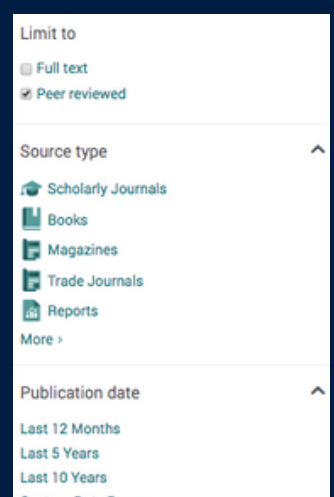 Limit to
Full text
Peer reviewed
Source type
Scholarly Journals
Books
Magazines
Trade Journals
Reports
More ›
Publication date
Last 12 Months
Last 5 Years
Last 10 Years